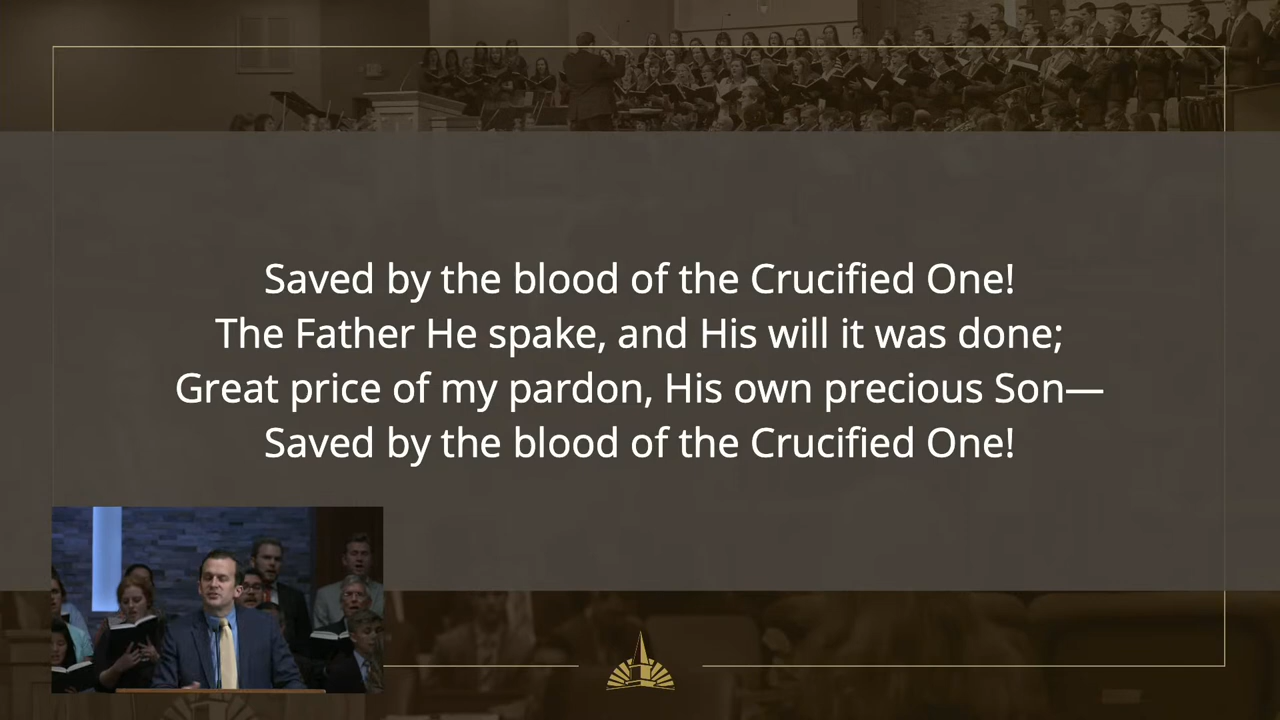 Saved by the blood of the Crucified One!
The Father He spake, and His will it was done;
Great price of my pardon, His own precious Son—
Saved by the blood of the Crucified One!